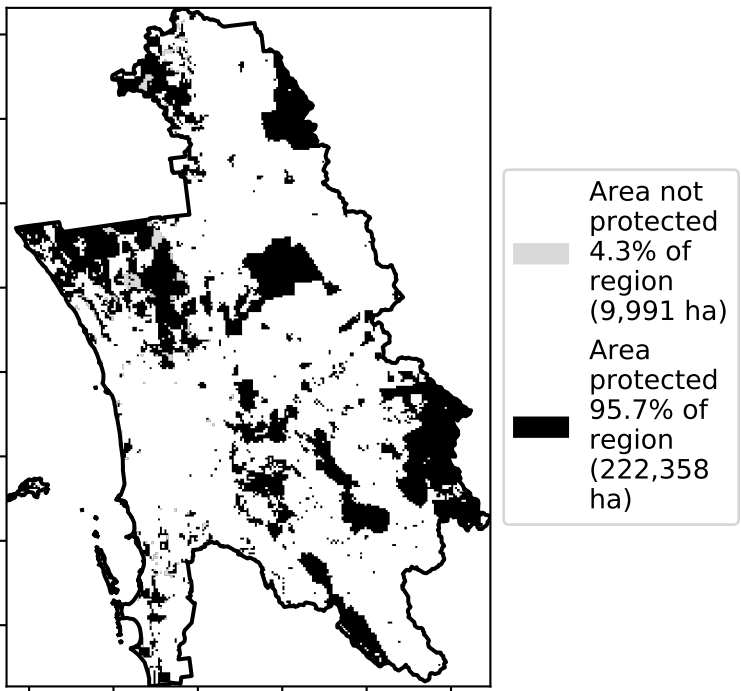 Area not
protected
4.3% of
region
(9,991 ha)
Area
protected
95.7% of
region
(222,358
ha)